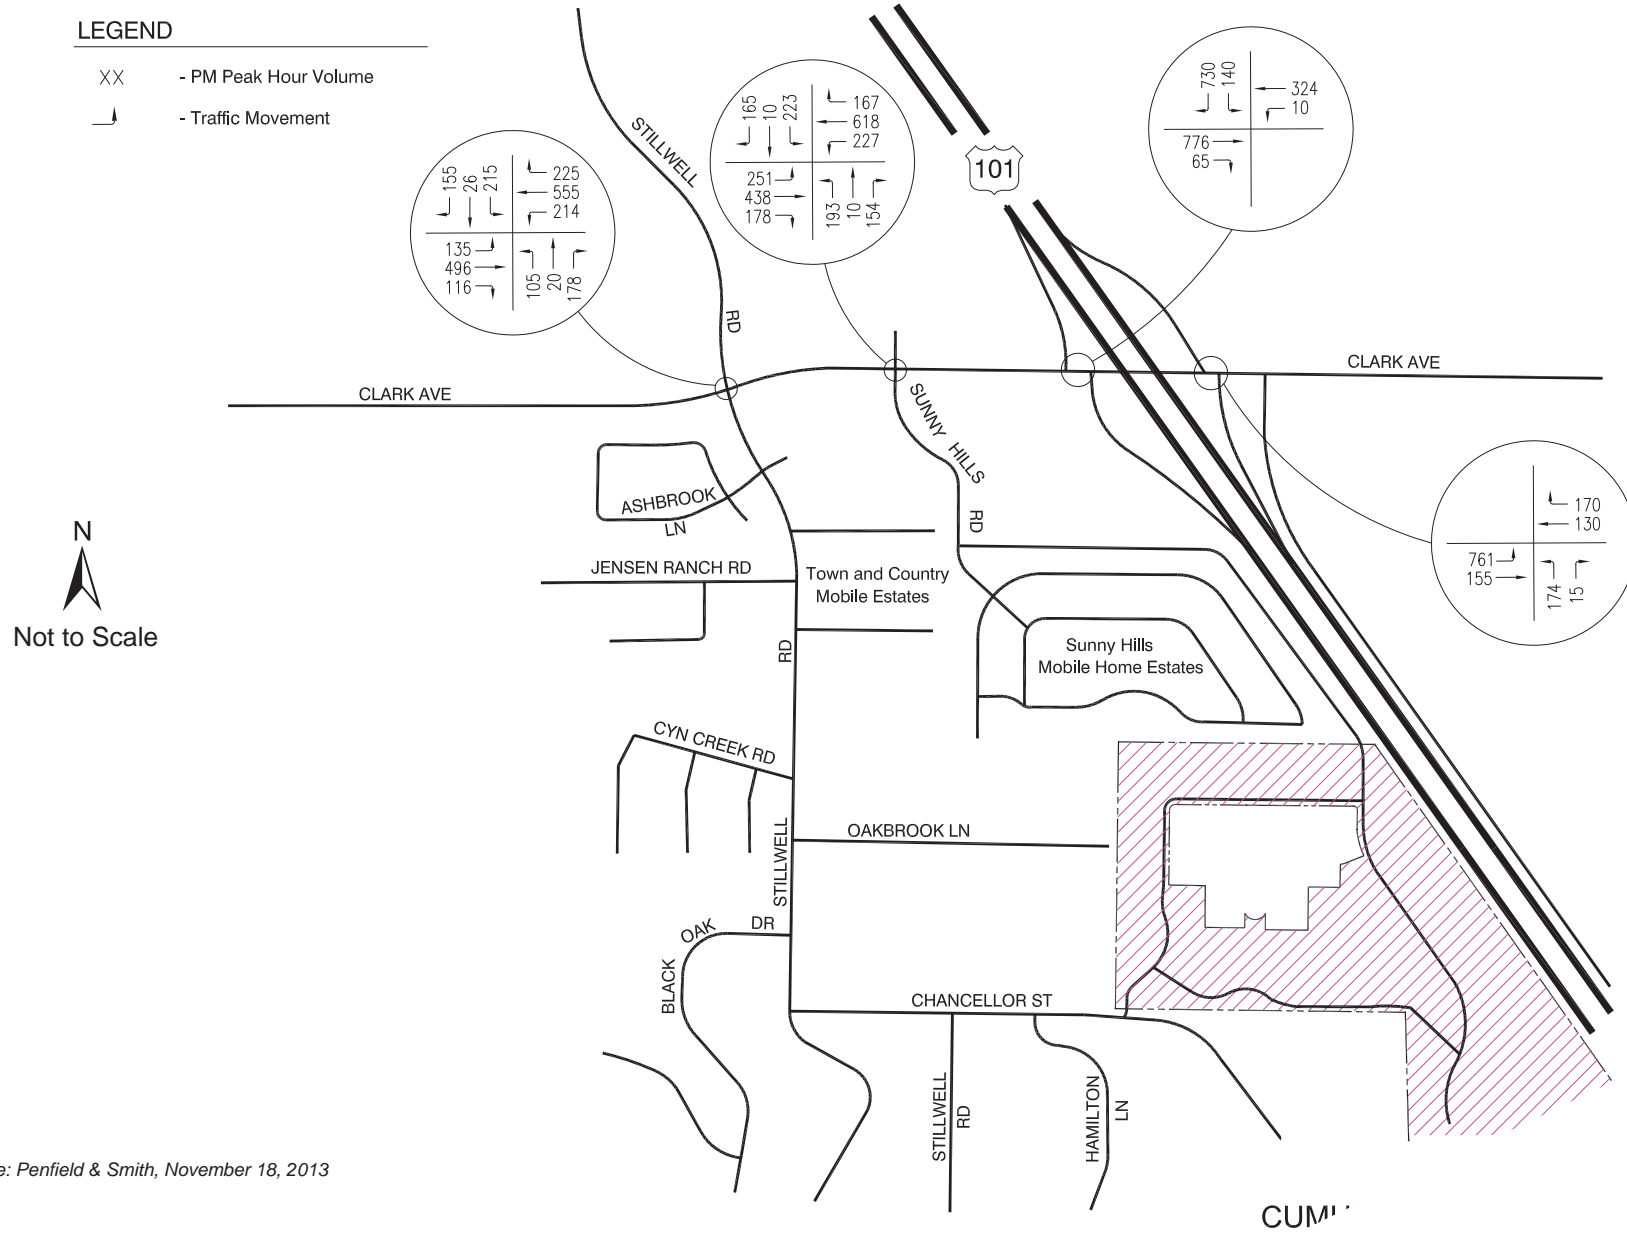 LEGEND
XX - PM Peak Hour Volume
- Traffic Movement
STILLWELL
RD
101
165
10
223
167
618
227
251
438
178
193
10
154
730
140
324
10
776
65
155
26
215
225
555
214
135
496
116
105
20
178
CLARK AVE
CLARK AVE
SUNNY HILLS
RD
170
130
761
155
174
15
ASHBROOK
LN
N
Not to Scale
JENSEN RANCH RD
Town and Country
Mobile Estates
RD
Sunny Hills
Mobile Home Estates
CYN CREEK RD
STILLWELL
OAKBROOK LN
BLACK OAK DR
CHANCELLOR ST
STILLWELL
RD
HAMILTON
LN
e: Penfield & Smith, November 18, 2013